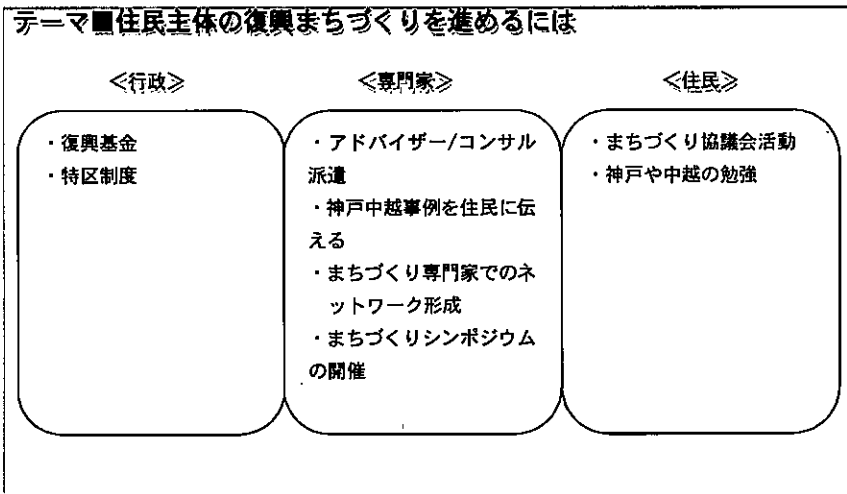 テーマ■住民主体の復興まちづくりを進めるには
≪行政≫
・復興基金
・特区制度
≪専門家≫
・アドバイザー/コンサル
派遣
・神戸中越事例を住民に伝
える
・まちづくり専門家でのネ
ットワーク形成
・まちづくりシンポジウム
の開催
≪住民≫
・まちづくり協議会活動
・神戸や中越の勉強